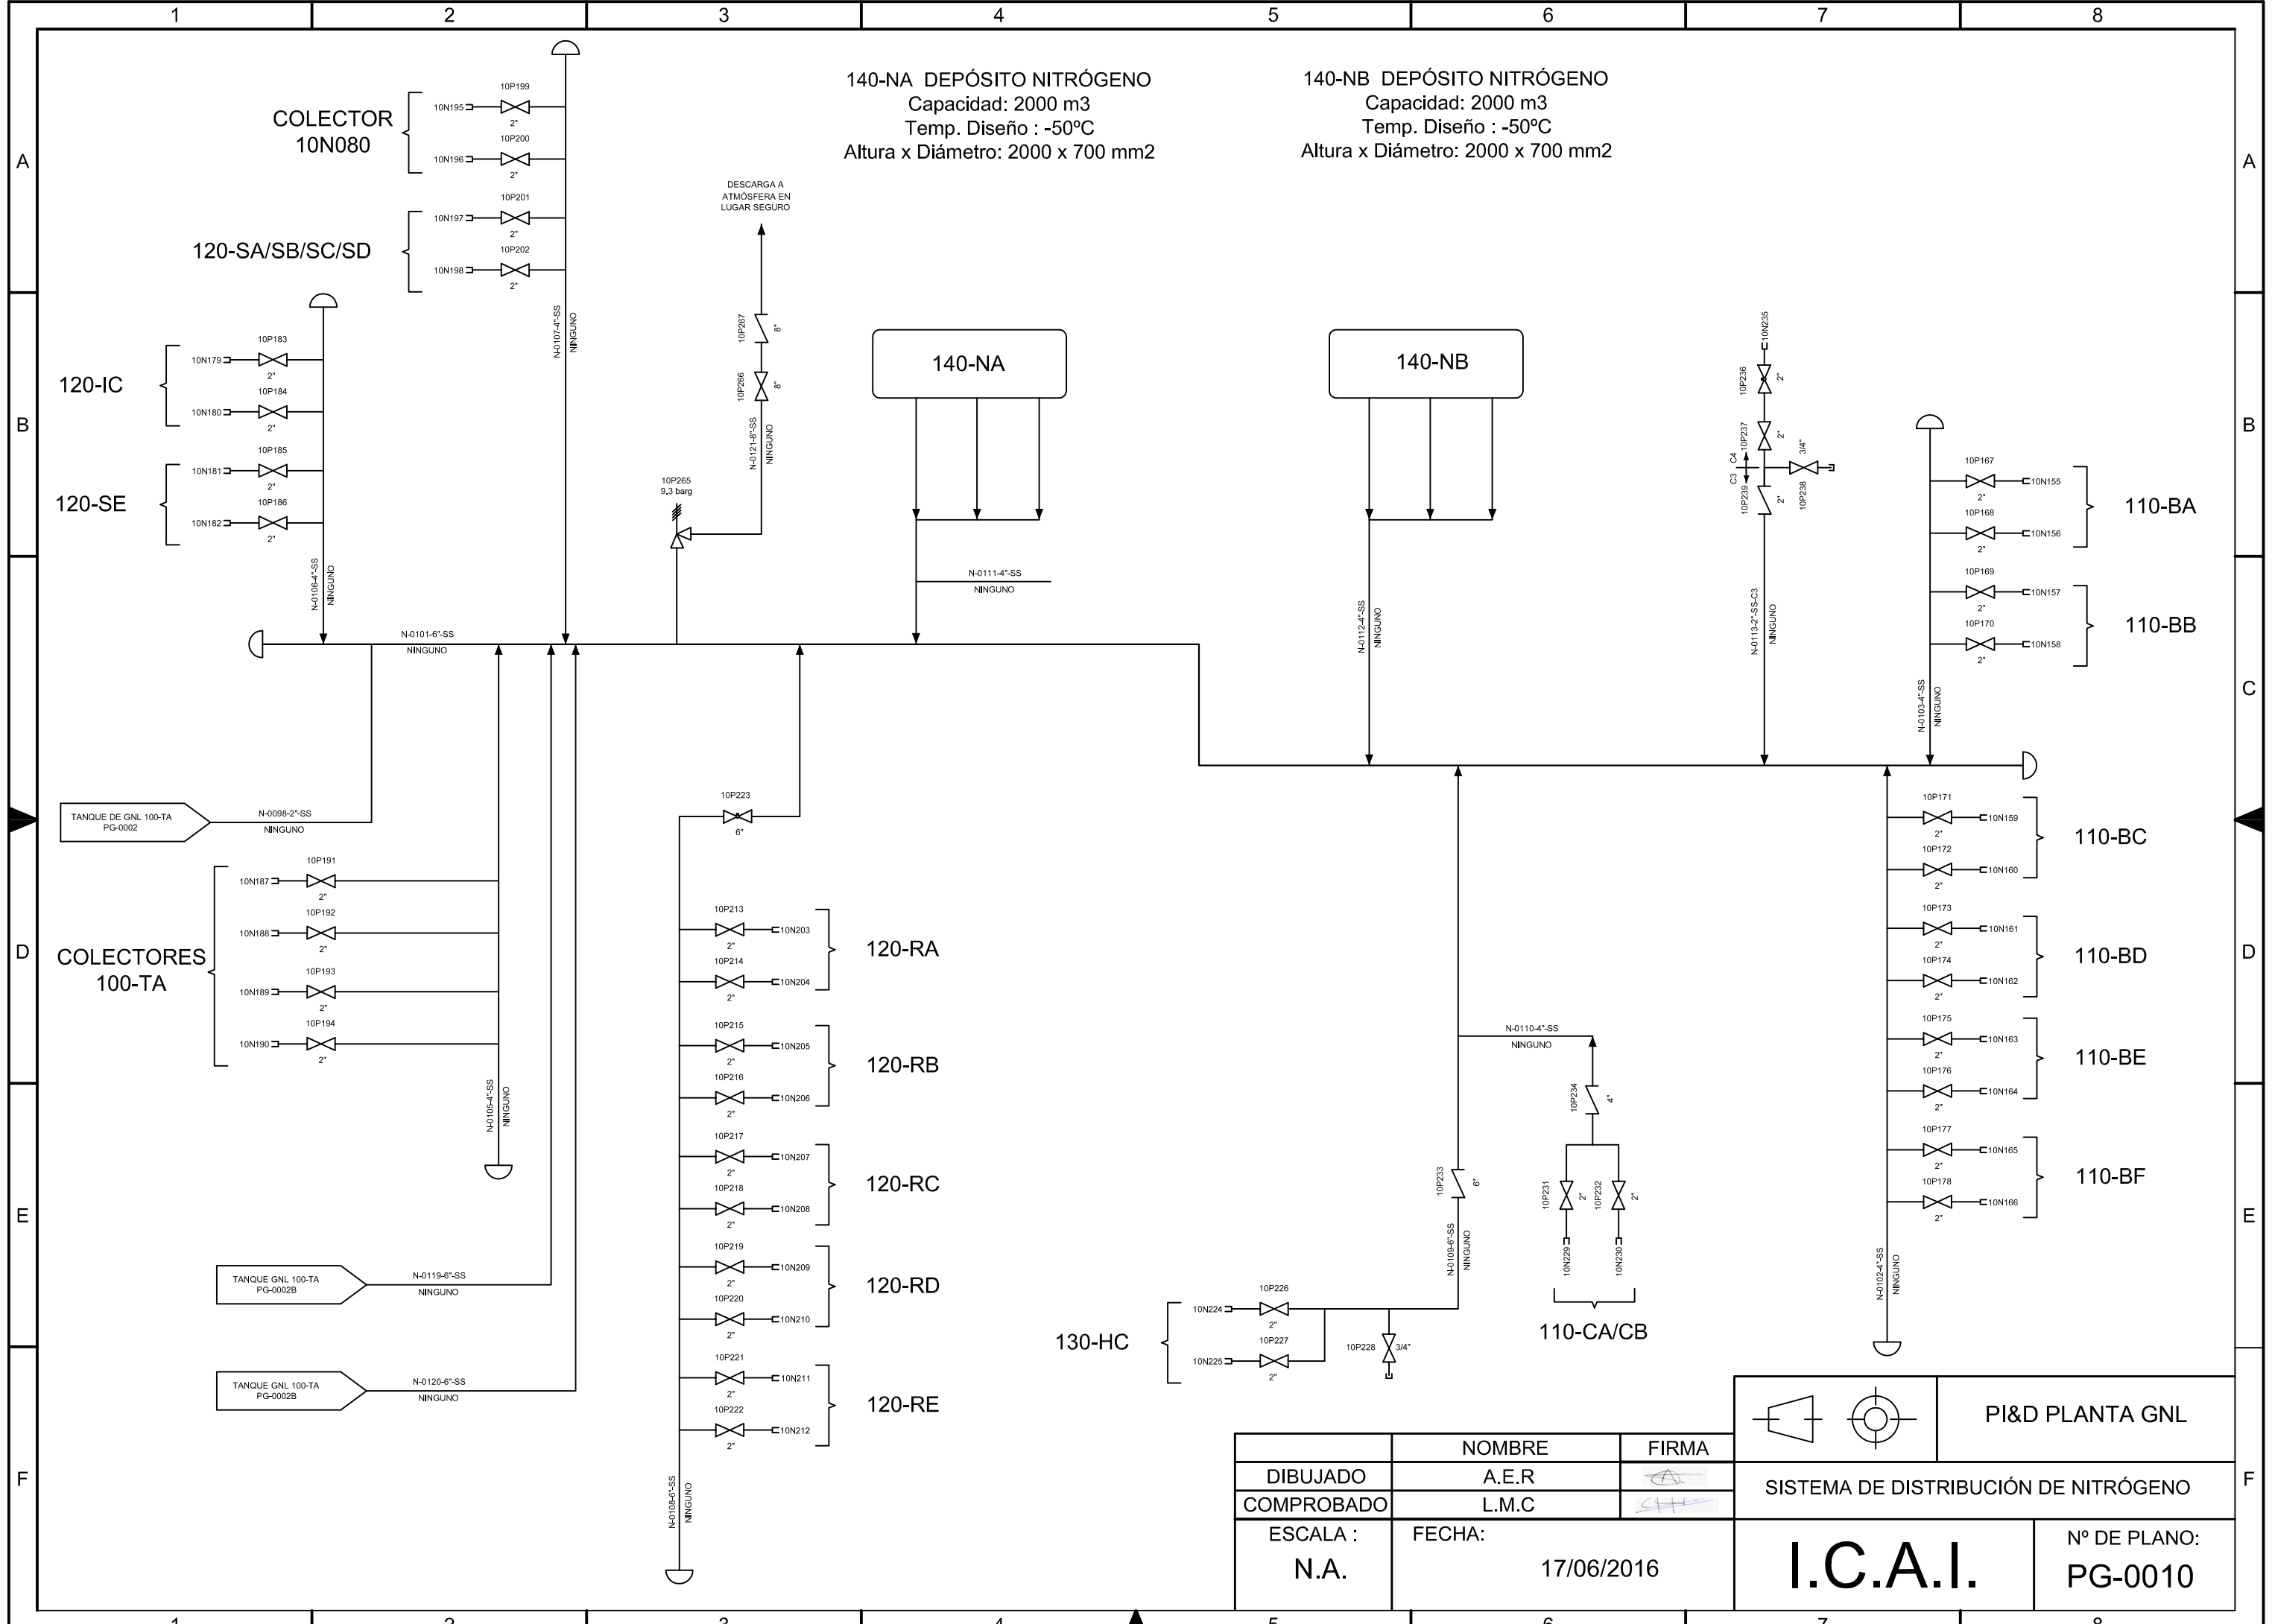 1 2 3 4 5 6 7 8
A
B
C
D
E
F
A
B
C
D
E
F
140-NA DEPÓSITO NITRÓGENO
Capacidad: 2000 m3
Temp. Diseño : -50ºC
Altura x Diámetro: 2000 x 700 mm2
140-NB DEPÓSITO NITRÓGENO
Capacidad: 2000 m3
Temp. Diseño : -50ºC
Altura x Diámetro: 2000 x 700 mm2
COLECTOR
10N080
10P199
10N195
2"
10P200
10N196
2"
120-SA/SB/SC/SD
10P201
10N197
2"
10P202
10N198
2"
N-0107-4"-SS
NINGUNO
120-IC
10P183
10N179
2"
10P184
10N180
2"
120-SE
10P185
10N181
2"
10P186
10N182
2"
N-0106-4"-SS
NINGUNO
DESCARGA A
ATMÓSFERA EN
LUGAR SEGURO
10P267
8"
10P266
8"
N-0121-8"-SS
NINGUNO
10P265
9,3 barg
140-NA
N-0111-4"-SS
NINGUNO
140-NB
N-0112-4"-SS
NINGUNO
10N235
10P236
2"
10P237
2"
C4
C3
3/4"
10P238
10P239
2"
N-0113-2"-SS-C3
NINGUNO
10P167
10N155
2"
10P168
10N156
2"
110-BA
10P169
10N157
2"
10P170
10N158
2"
110-BB
N-0103-4"-SS
NINGUNO
N-0101-6"-SS
NINGUNO
TANQUE DE GNL 100-TA
PG-0002
N-0098-2"-SS
NINGUNO
COLECTORES
100-TA
10P191
10N187
2"
10P192
10N188
2"
10P193
10N189
2"
10P194
10N190
2"
N-0105-4"-SS
NINGUNO
TANQUE GNL 100-TA
PG-0002B
N-0119-6"-SS
NINGUNO
TANQUE GNL 100-TA
PG-0002B
N-0120-6"-SS
NINGUNO
10P223
6"
10P213
10N203
2"
10P214
10N204
2"
120-RA
10P215
10N205
2"
10P216
10N206
2"
120-RB
10P217
10N207
2"
10P218
10N208
2"
120-RC
10P219
10N209
2"
10P220
10N210
2"
120-RD
10P221
10N211
2"
10P222
10N212
2"
120-RE
N-0108-6"-SS
NINGUNO
N-0110-4"-SS
NINGUNO
10P234
4"
10P231
2"
10P232
2"
10N229
10N230
110-CA/CB
10P233
6"
N-0109-6"-SS
NINGUNO
130-HC
10P226
10N224
2"
10P227
10N225
2"
10P228
3/4"
10P171
10N159
2"
10P172
10N160
2"
110-BC
10P173
10N161
2"
10P174
10N162
2"
110-BD
10P175
10N163
2"
10P176
10N164
2"
110-BE
10P177
10N165
2"
10P178
10N166
2"
110-BF
N-0102-4"-SS
NINGUNO
PI&D PLANTA GNL
NOMBRE FIRMA
DIBUJADO A.E.R
COMPROBADO L.M.C
SISTEMA DE DISTRIBUCIÓN DE NITRÓGENO
ESCALA :
N.A.
FECHA:
17/06/2016
I.C.A.I.
Nº DE PLANO:
PG-0010
1 2 3 4 5 6 7 8